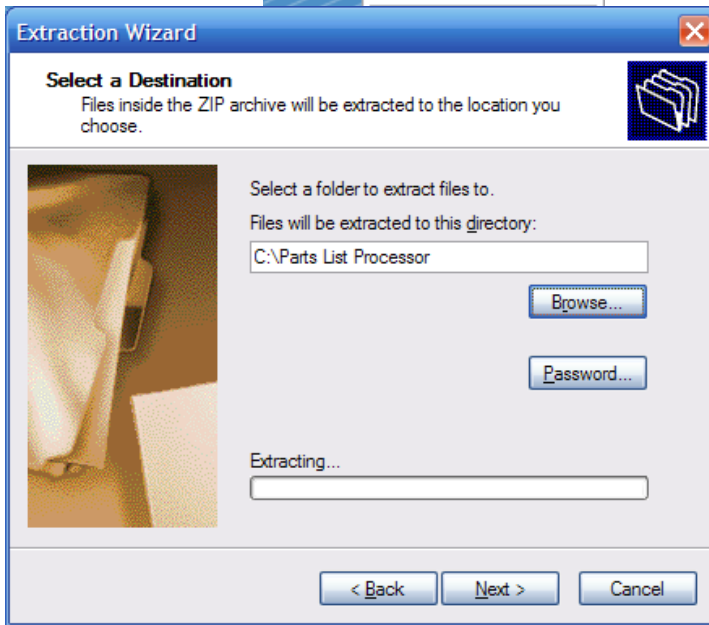 Extraction Wizard
Select a Destination
Files inside the ZIP archive will be extracted to the location you
choose.
Select a folder to extract files to.
Files will be extracted to this directory:
C:\Parts List Processor
Browse...
Password...
Extracting...
< Back
Next >
Cancel